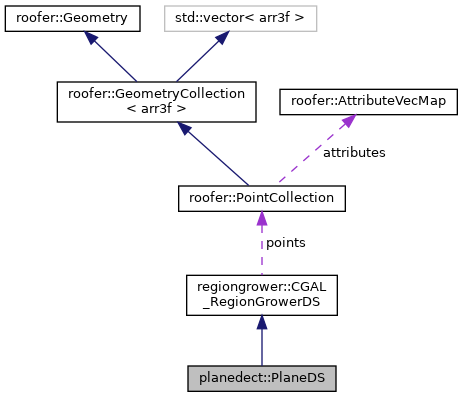 roofer::Geometry
std::vector< arr3f >
roofer::GeometryCollection
< arr3f >
roofer::AttributeVecMap
attributes
roofer::PointCollection
points
regiongrower::CGAL
_RegionGrowerDS
planedect::PlaneDS